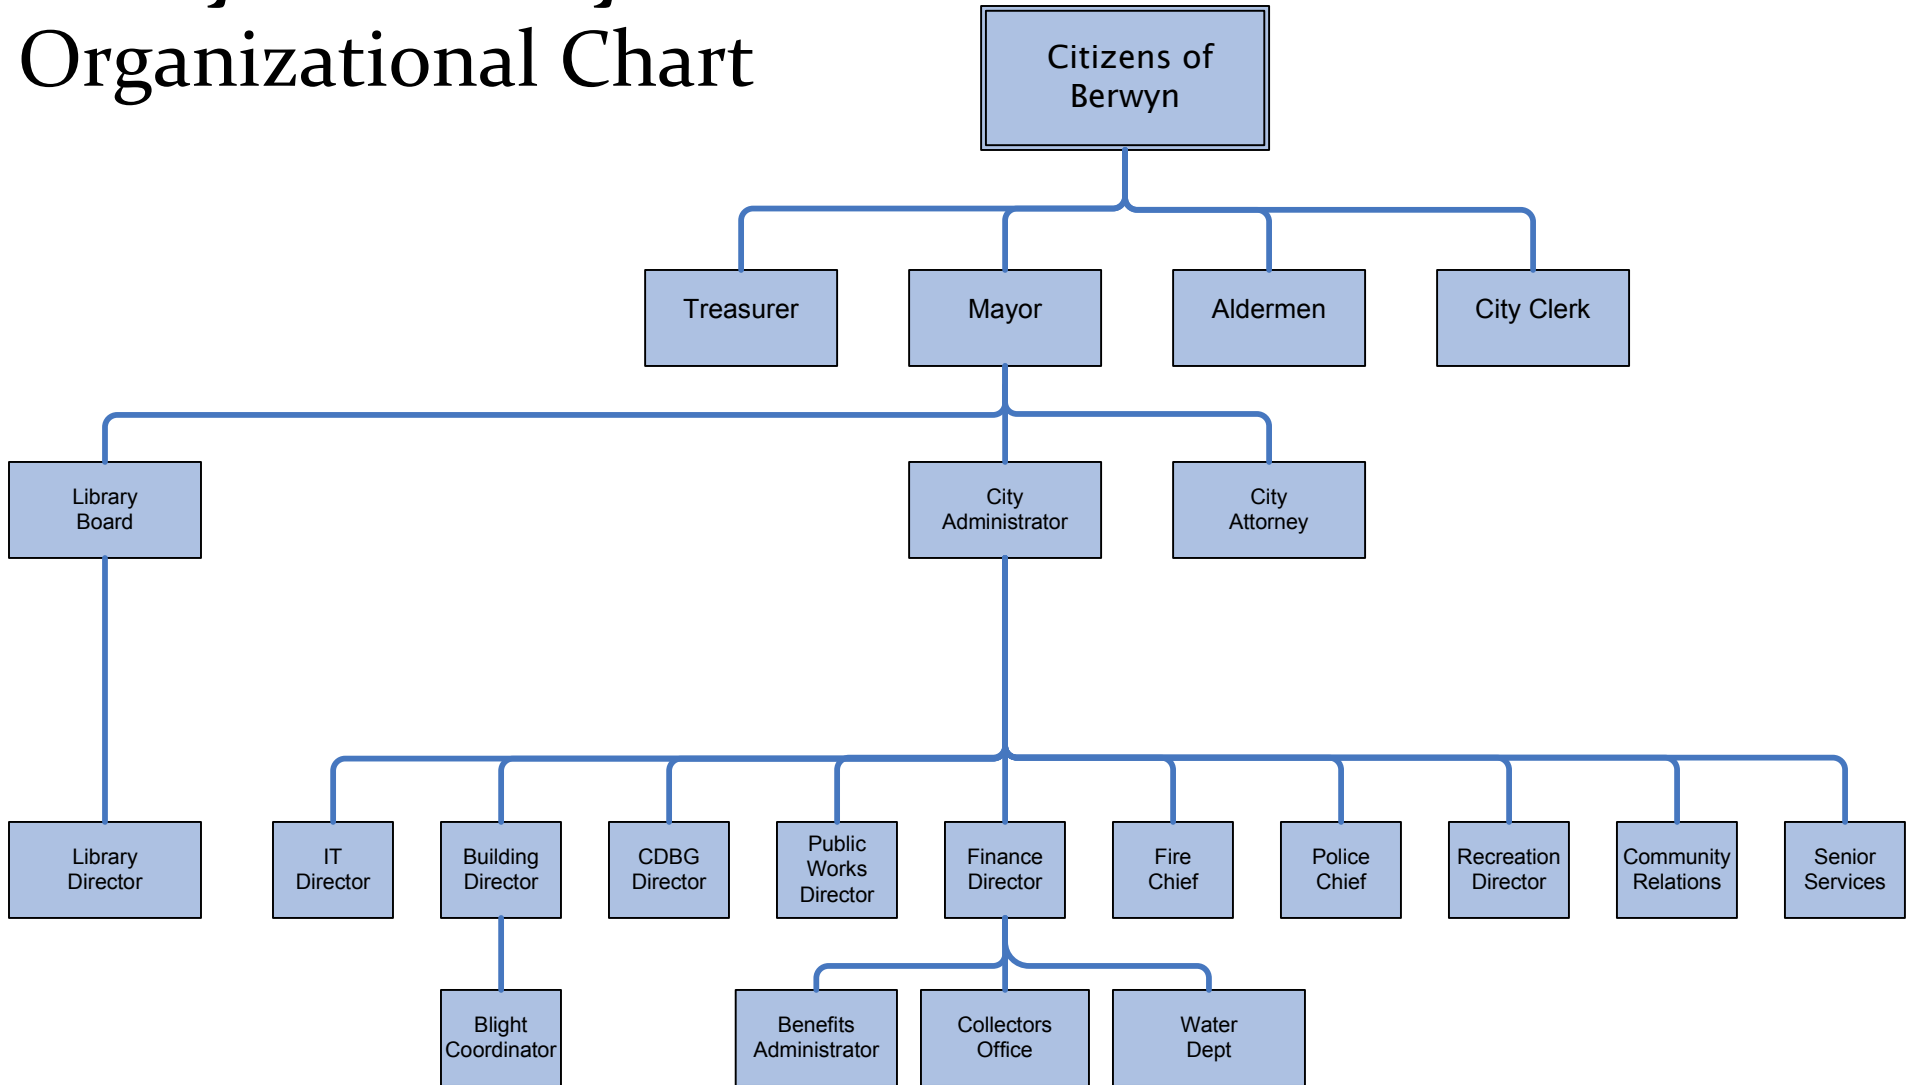 Organizational Chart
Citizens of
Berwyn
Treasurer
Mayor
Aldermen
City Clerk
Library
Board
City
Administrator
City
Attorney
Library
Director
IT
Director
Building
Director
CDBG
Director
Public
Works
Director
Finance
Director
Fire
Chief
Police
Chief
Recreation
Director
Community
Relations
Senior
Services
Blight
Coordinator
Benefits
Administrator
Collectors
Office
Water
Dept